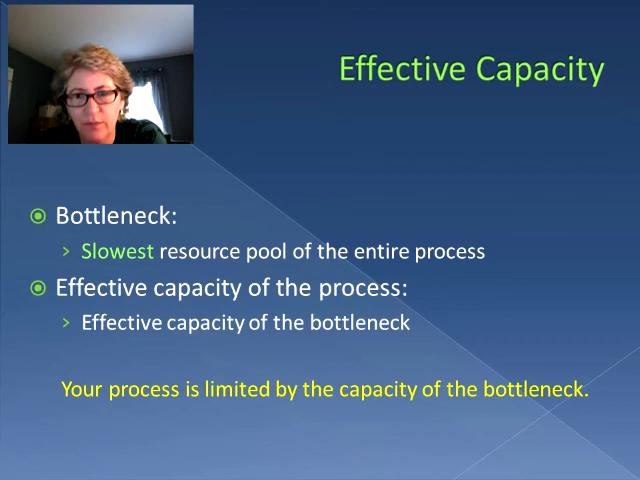 Effective Capacity
Bottleneck:
Slowest resource pool of the entire process
Effective capacity of the process:
Effective capacity of the bottleneck
Your process is limited by the capacity of the bottleneck.